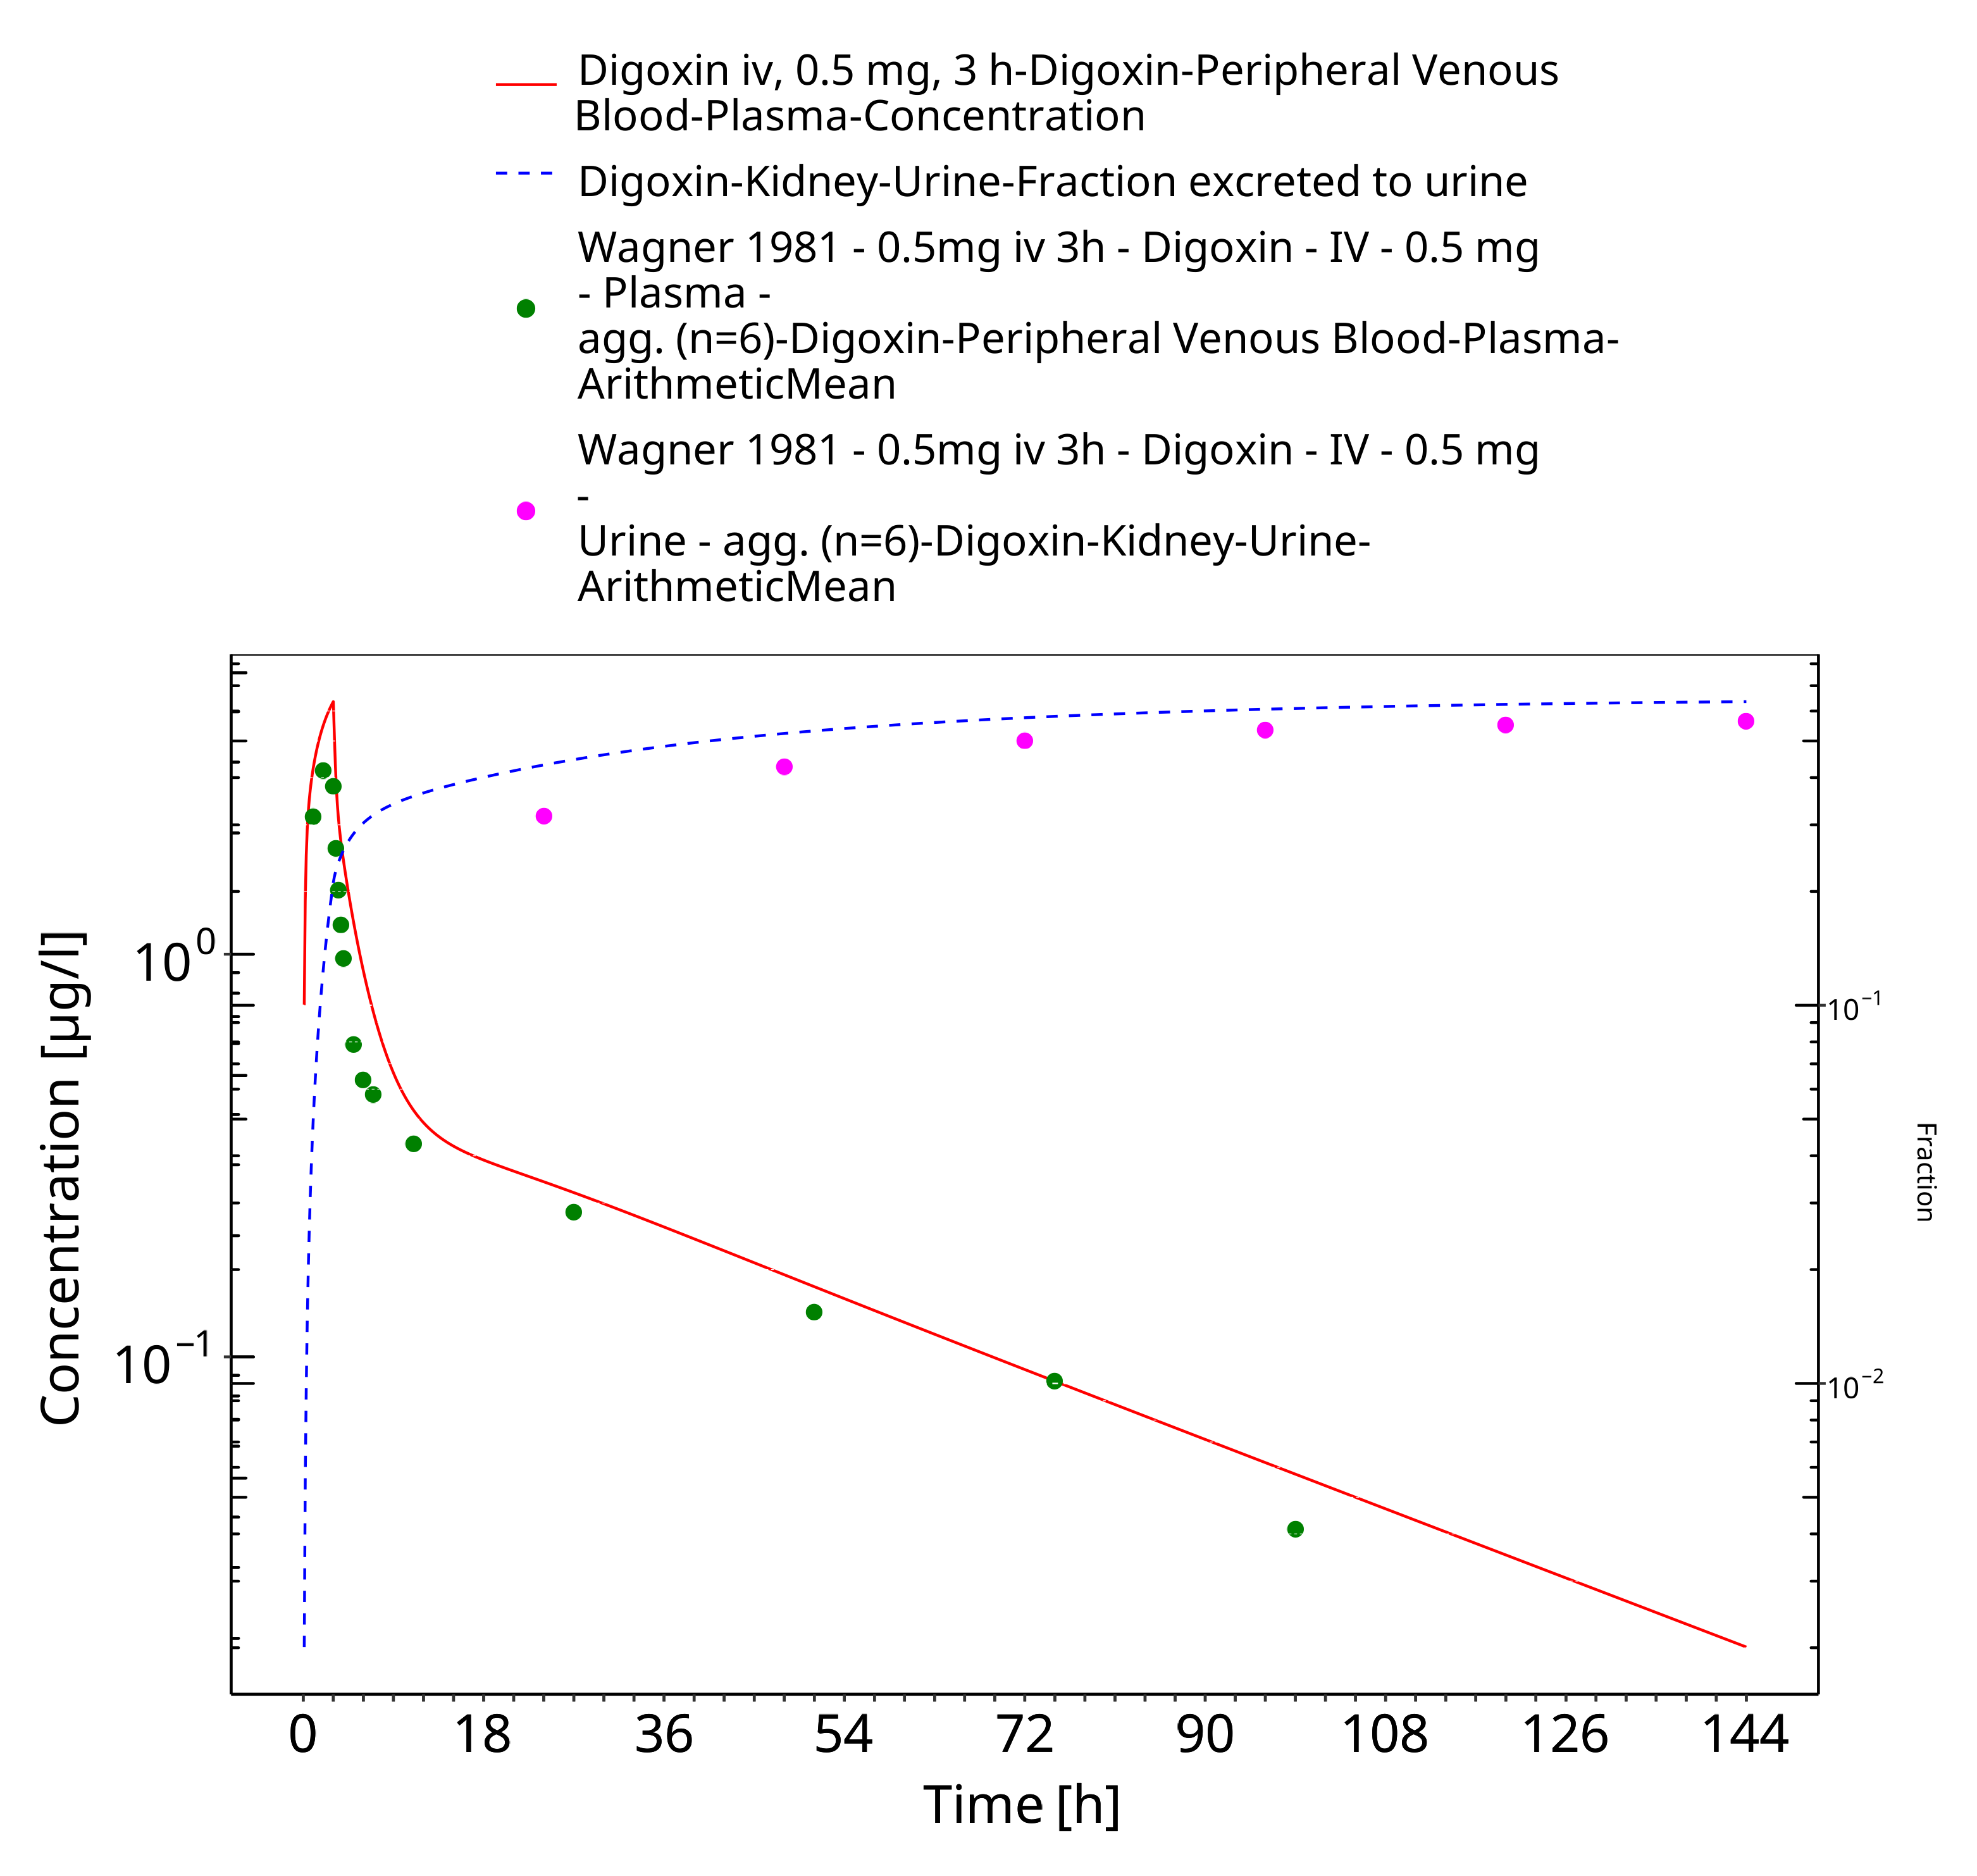 Digoxin iv, 0.5 mg, 3 h-Digoxin-Peripheral Venous
Blood-Plasma-Concentration
Digoxin-Kidney-Urine-Fraction excreted to urine
Wagner 1981 - 0.5mg iv 3h - Digoxin - IV - 0.5 mg
- Plasma -
agg. (n=6)-Digoxin-Peripheral Venous Blood-Plasma-
ArithmeticMean
Wagner 1981 - 0.5mg iv 3h - Digoxin - IV - 0.5 mg
-
Urine - agg. (n=6)-Digoxin-Kidney-Urine-
ArithmeticMean
Concentration [µg/l]
10⁰
10⁻¹
10⁻¹
10⁻²
Fraction
0 18 36 54 72 90 108 126 144
Time [h]